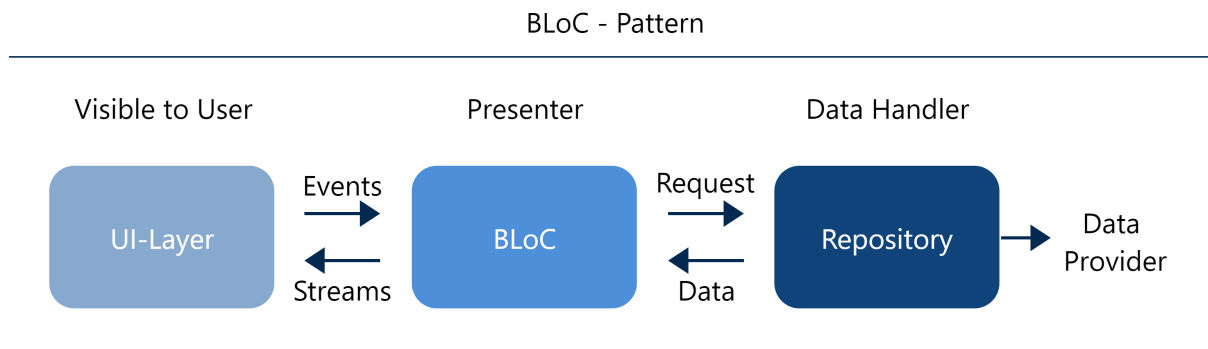 BLoC - Pattern
Visible to User
Presenter
Data Handler
UI-Layer
Events
Streams
BLoC
Request
Data
Repository
Data
Provider